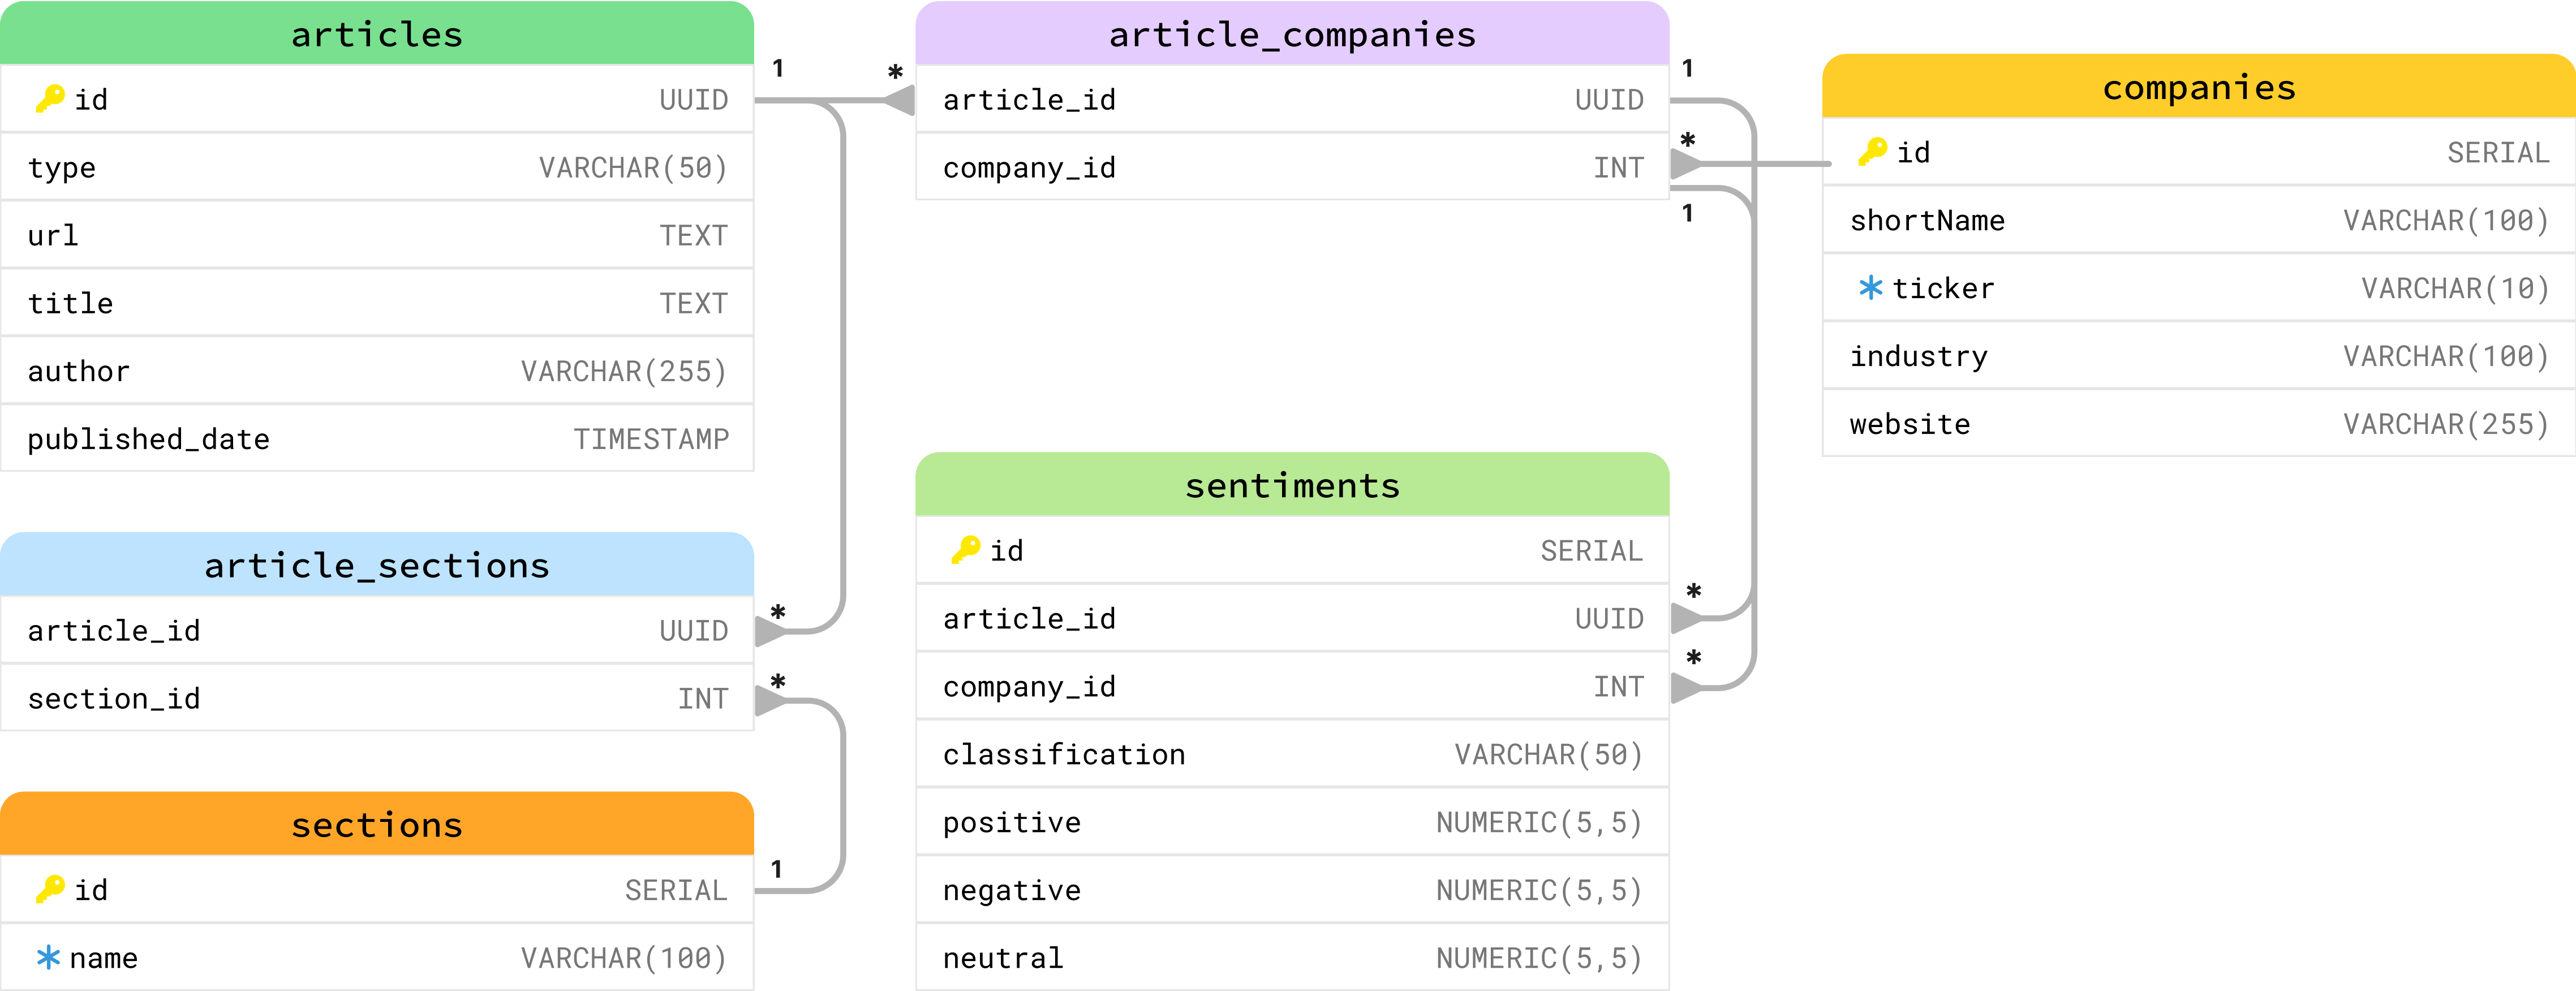 articles
id UUID
type VARCHAR(50)
url TEXT
title TEXT
author VARCHAR(255)
published_date TIMESTAMP
1
*
article_companies
article_id UUID
company_id INT
1
*
1
companies
id SERIAL
shortName VARCHAR(100)
* ticker VARCHAR(10)
industry VARCHAR(100)
website VARCHAR(255)
article_sections
article_id UUID
section_id INT
*
*
sections
id SERIAL
* name VARCHAR(100)
1
sentiments
id SERIAL
article_id UUID
company_id INT
classification VARCHAR(50)
positive NUMERIC(5,5)
negative NUMERIC(5,5)
neutral NUMERIC(5,5)
*
*